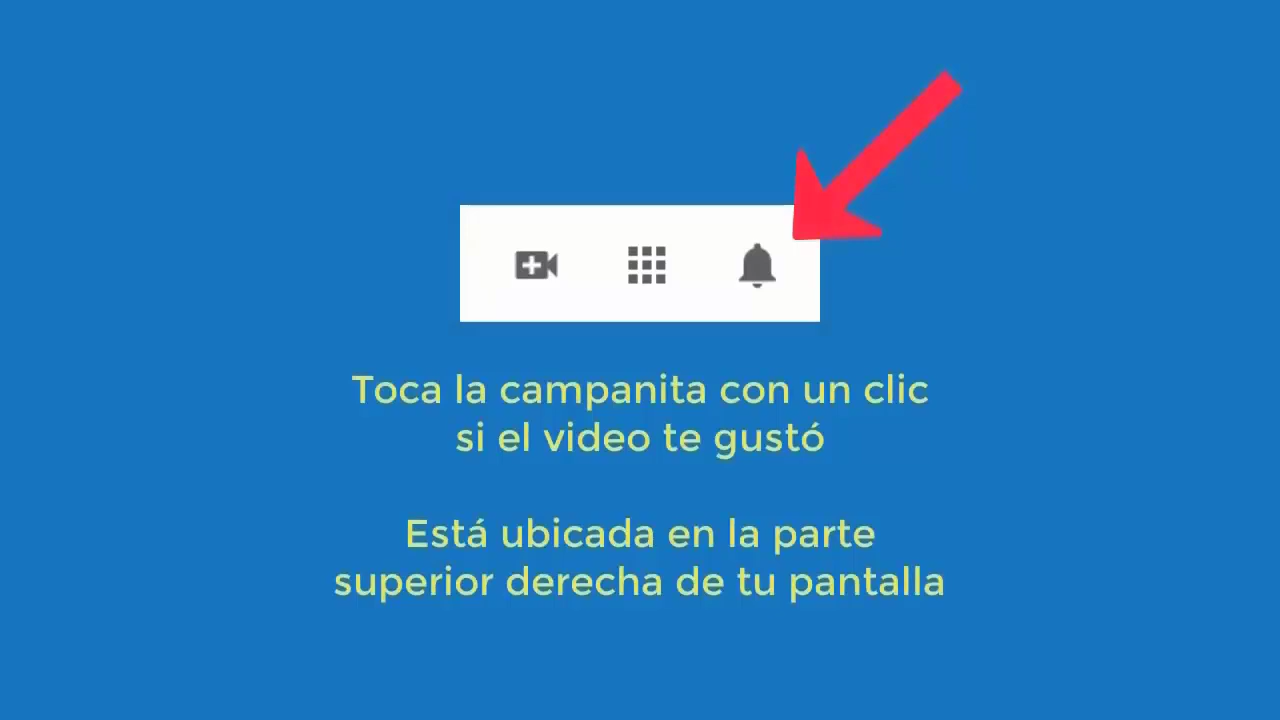 Toca la campanita con un clic
si el video te gustó
Está ubicada en la parte
superior derecha de tu pantalla